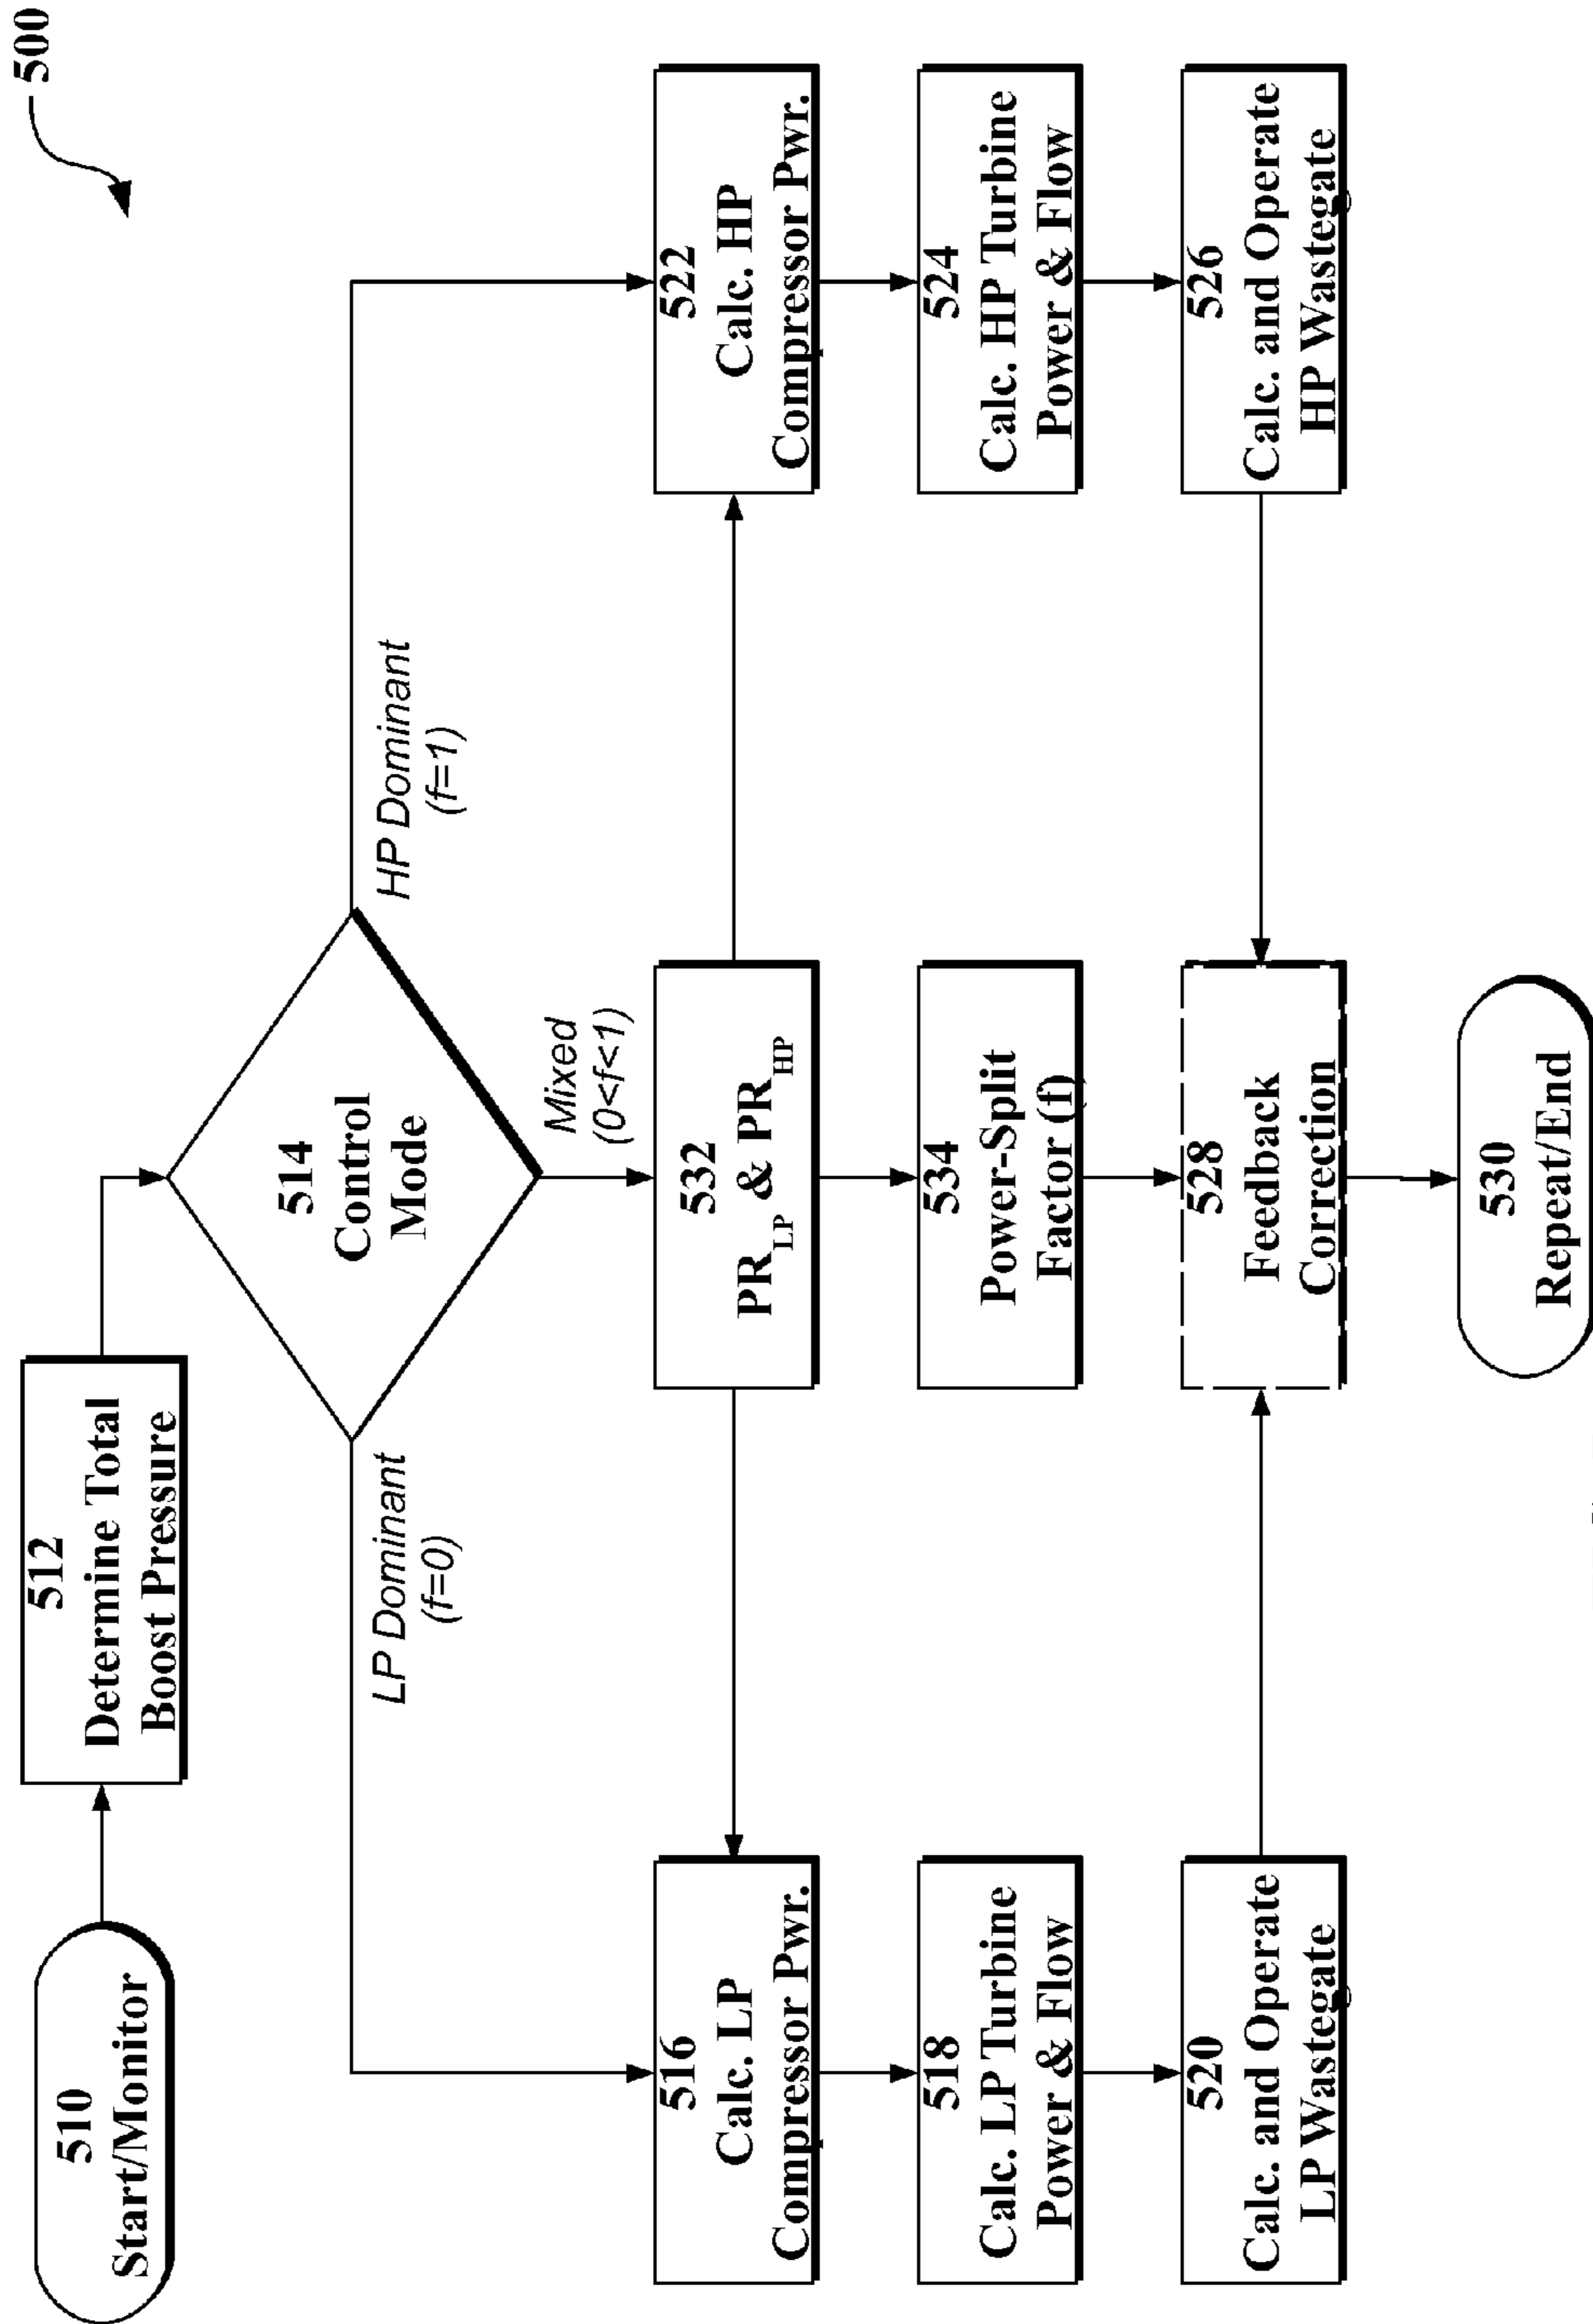 500
510
Start/Monitor
512
Determine Total
Boost Pressure
514
Control
Mode
LP Dominant
(f=0)
HP Dominant
(f=1)
Mixed
(0<f<1)
516
Calc. LP
Compressor Pwr.
532
PR_LP & PR_HP
522
Calc. HP
Compressor Pwr.
518
Calc. LP Turbine
Power & Flow
534
Power-Split
Factor (f)
524
Calc. HP Turbine
Power & Flow
520
Calc. and Operate
LP Wastegate
528
Feedback
Correction
526
Calc. and Operate
HP Wastegate
530
Repeat/End